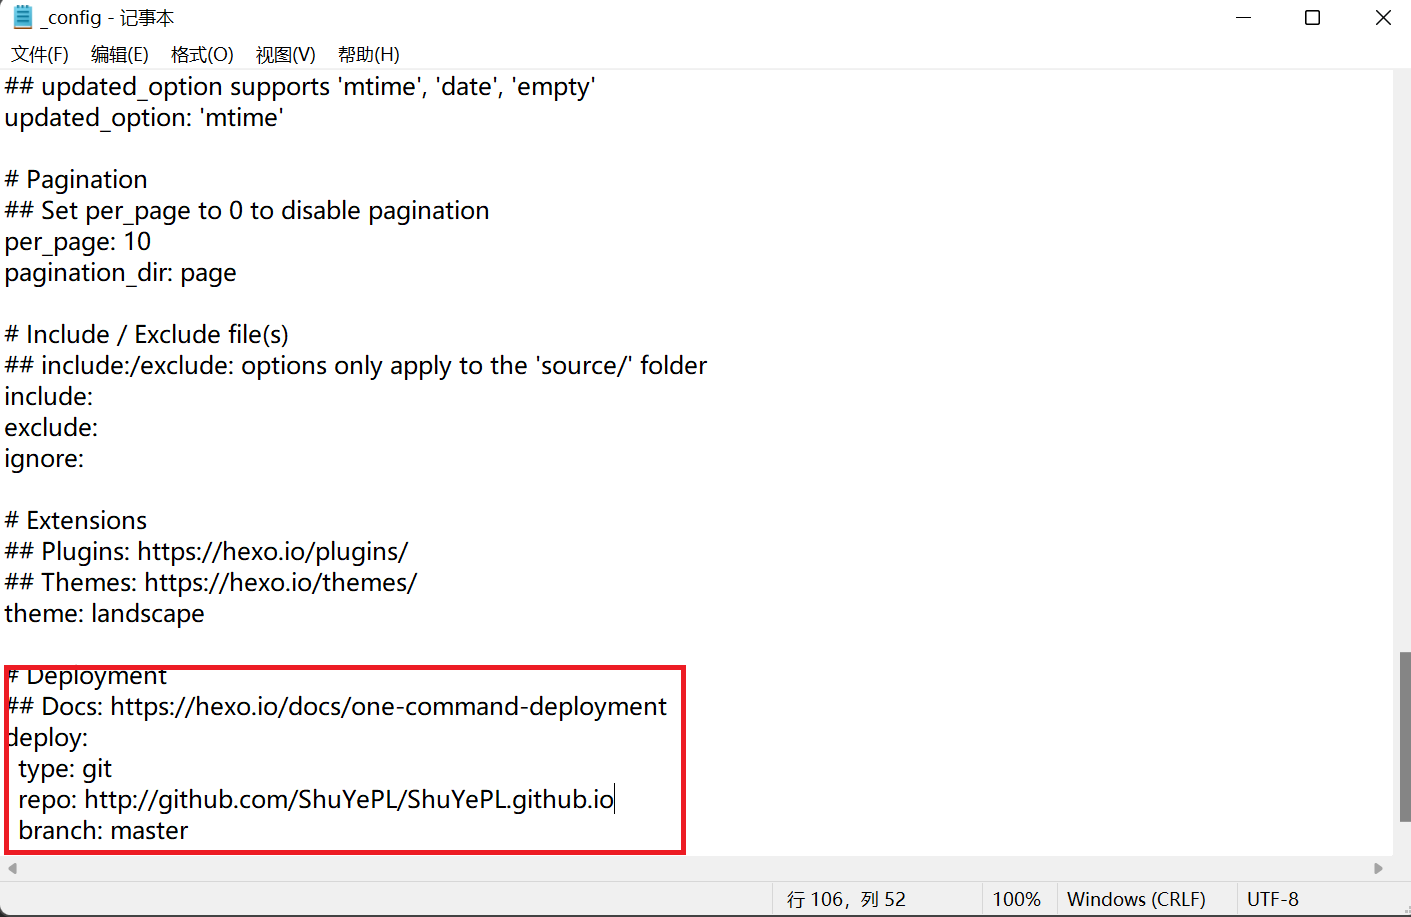 _config - 记事本
文件(F) 编辑(E) 格式(O) 视图(V) 帮助(H)
## updated_option supports 'mtime', 'date', 'empty'
updated_option: 'mtime'
# Pagination
## Set per_page to 0 to disable pagination
per_page: 10
pagination_dir: page
# Include / Exclude file(s)
## include:/exclude: options only apply to the 'source/' folder
include:
exclude:
ignore:
# Extensions
## Plugins: https://hexo.io/plugins/
## Themes: https://hexo.io/themes/
theme: landscape
# Deployment
## Docs: https://hexo.io/docs/one-command-deployment
deploy:
  type: git
  repo: http://github.com/ShuYePL/ShuYePL.github.io
  branch: master
行 106，列 52 100% Windows (CRLF) UTF-8